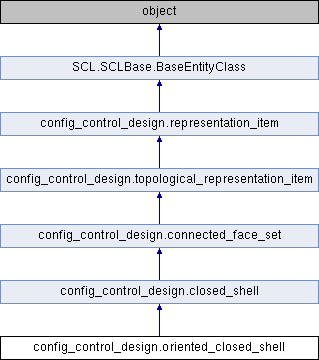 object
SCL.SCLBase.BaseEntityClass
config_control_design.representation_item
config_control_design.topological_representation_item
config_control_design.connected_face_set
config_control_design.closed_shell
config_control_design.oriented_closed_shell